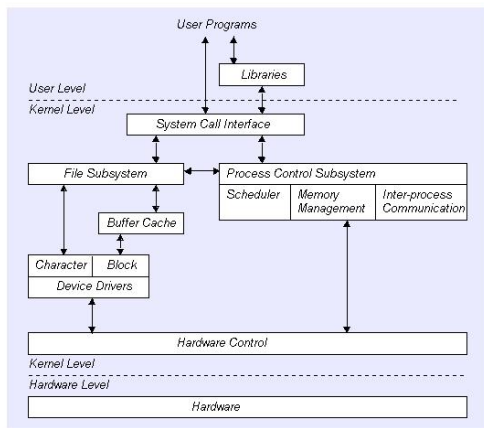 User Programs
Libraries
User Level
Kernel Level
System Call Interface
File Subsystem
Process Control Subsystem
Scheduler
Memory
Management
Inter-process
Communication
Buffer Cache
Character
Block
Device Drivers
Hardware Control
Kernel Level
Hardware Level
Hardware